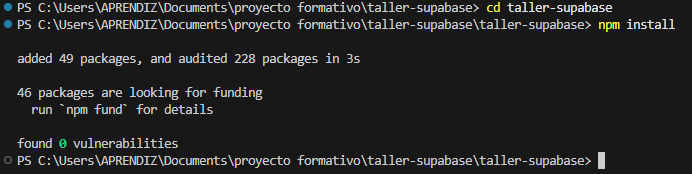 PS C:\Users\APRENDIZ\Documents\proyecto formativo\taller-supabase> cd taller-supabase
PS C:\Users\APRENDIZ\Documents\proyecto formativo\taller-supabase\taller-supabase> npm install
added 49 packages, and audited 228 packages in 3s
46 packages are looking for funding
  run `npm fund` for details
found 0 vulnerabilities
PS C:\Users\APRENDIZ\Documents\proyecto formativo\taller-supabase\taller-supabase>